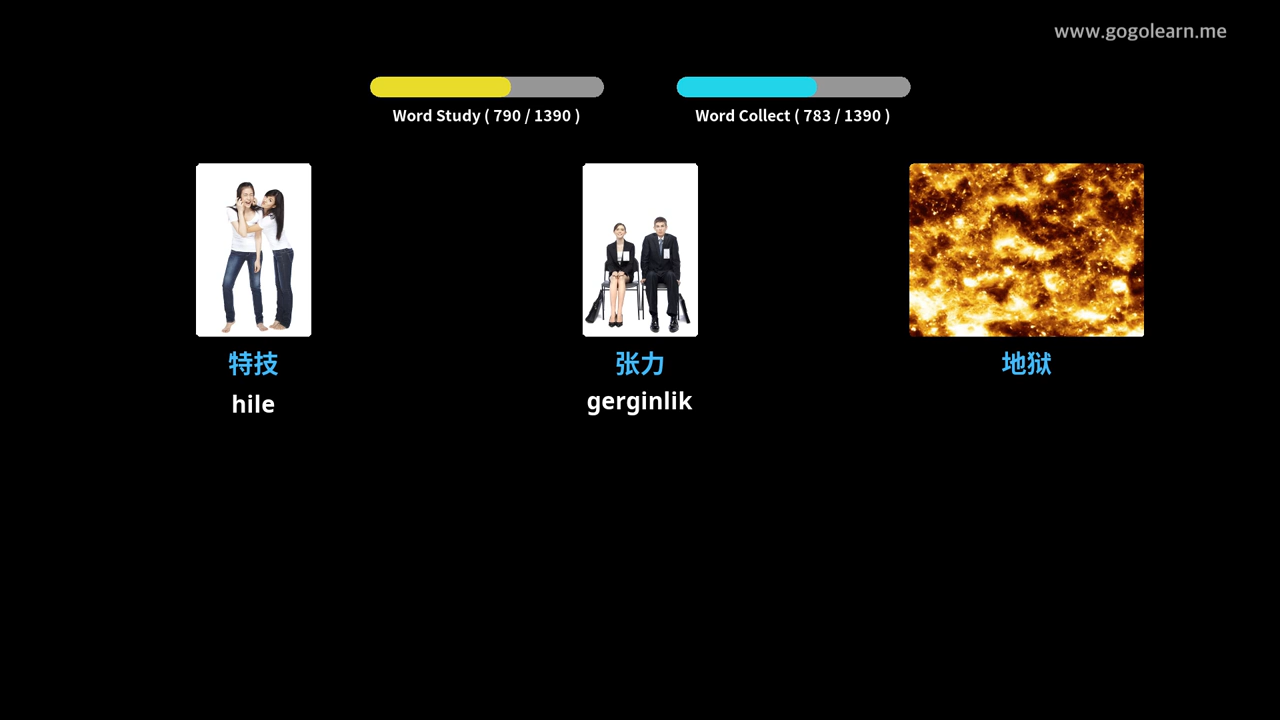 www.gogolearn.me
Word Study ( 790 / 1390 )
Word Collect ( 783 / 1390 )
特技
张力
地狱
hile
gerginlik